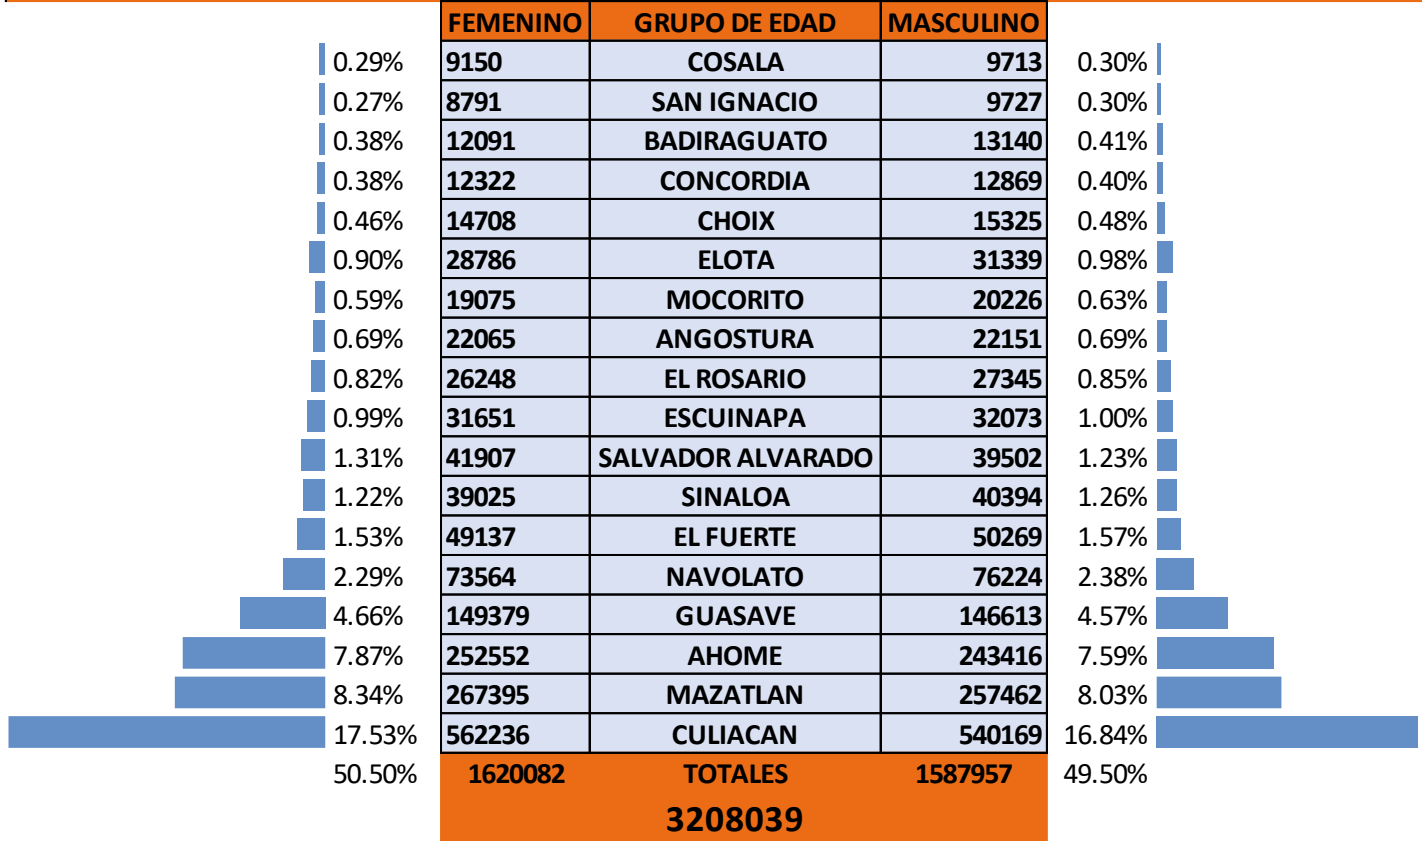 FEMENINO GRUPO DE EDAD MASCULINO
0.29% 9150 COSALA 9713 0.30%
0.27% 8791 SAN IGNACIO 9727 0.30%
0.38% 12091 BADIRAGUATO 13140 0.41%
0.38% 12322 CONCORDIA 12869 0.40%
0.46% 14708 CHOIX 15325 0.48%
0.90% 28786 ELOTA 31339 0.98%
0.59% 19075 MOCORITO 20226 0.63%
0.69% 22065 ANGOSTURA 22151 0.69%
0.82% 26248 EL ROSARIO 27345 0.85%
0.99% 31651 ESCUINAPA 32073 1.00%
1.31% 41907 SALVADOR ALVARADO 39502 1.23%
1.22% 39025 SINALOA 40394 1.26%
1.53% 49137 EL FUERTE 50269 1.57%
2.29% 73564 NAVOLATO 76224 2.38%
4.66% 149379 GUASAVE 146613 4.57%
7.87% 252552 AHOME 243416 7.59%
8.34% 267395 MAZATLAN 257462 8.03%
17.53% 562236 CULIACAN 540169 16.84%
50.50% 1620082 TOTALES 1587957 49.50%
3208039